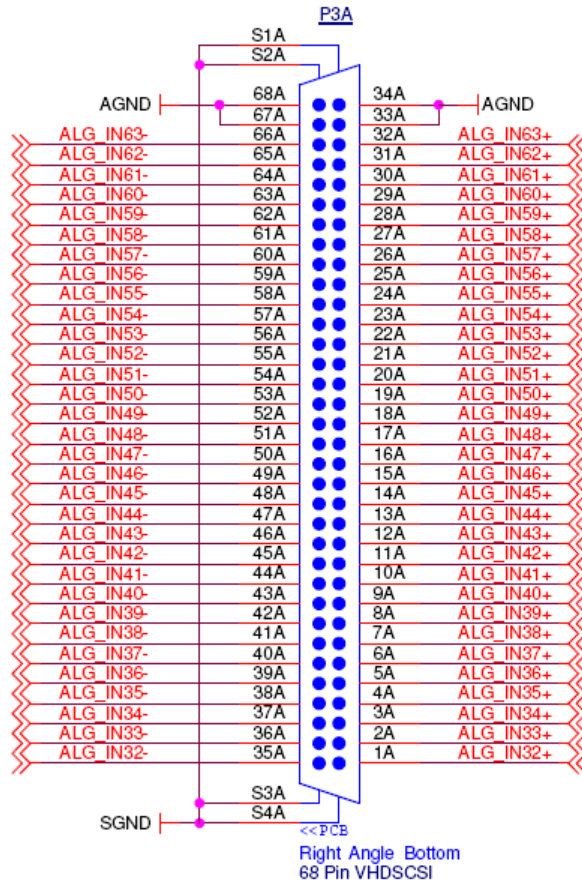 P3A
S1A
S2A
AGND 68A 34A AGND
67A 33A
ALG_IN63- 66A 32A ALG_IN63+
ALG_IN62- 65A 31A ALG_IN62+
ALG_IN61- 64A 30A ALG_IN61+
ALG_IN60- 63A 29A ALG_IN60+
ALG_IN59- 62A 28A ALG_IN59+
ALG_IN58- 61A 27A ALG_IN58+
ALG_IN57- 60A 26A ALG_IN57+
ALG_IN56- 59A 25A ALG_IN56+
ALG_IN55- 58A 24A ALG_IN55+
ALG_IN54- 57A 23A ALG_IN54+
ALG_IN53- 56A 22A ALG_IN53+
ALG_IN52- 55A 21A ALG_IN52+
ALG_IN51- 54A 20A ALG_IN51+
ALG_IN50- 53A 19A ALG_IN50+
ALG_IN49- 52A 18A ALG_IN49+
ALG_IN48- 51A 17A ALG_IN48+
ALG_IN47- 50A 16A ALG_IN47+
ALG_IN46- 49A 15A ALG_IN46+
ALG_IN45- 48A 14A ALG_IN45+
ALG_IN44- 47A 13A ALG_IN44+
ALG_IN43- 46A 12A ALG_IN43+
ALG_IN42- 45A 11A ALG_IN42+
ALG_IN41- 44A 10A ALG_IN41+
ALG_IN40- 43A 9A ALG_IN40+
ALG_IN39- 42A 8A ALG_IN39+
ALG_IN38- 41A 7A ALG_IN38+
ALG_IN37- 40A 6A ALG_IN37+
ALG_IN36- 39A 5A ALG_IN36+
ALG_IN35- 38A 4A ALG_IN35+
ALG_IN34- 37A 3A ALG_IN34+
ALG_IN33- 36A 2A ALG_IN33+
ALG_IN32- 35A 1A ALG_IN32+
S3A
SGND S4A
<<PCB
Right Angle Bottom
68 Pin VHDSCSI